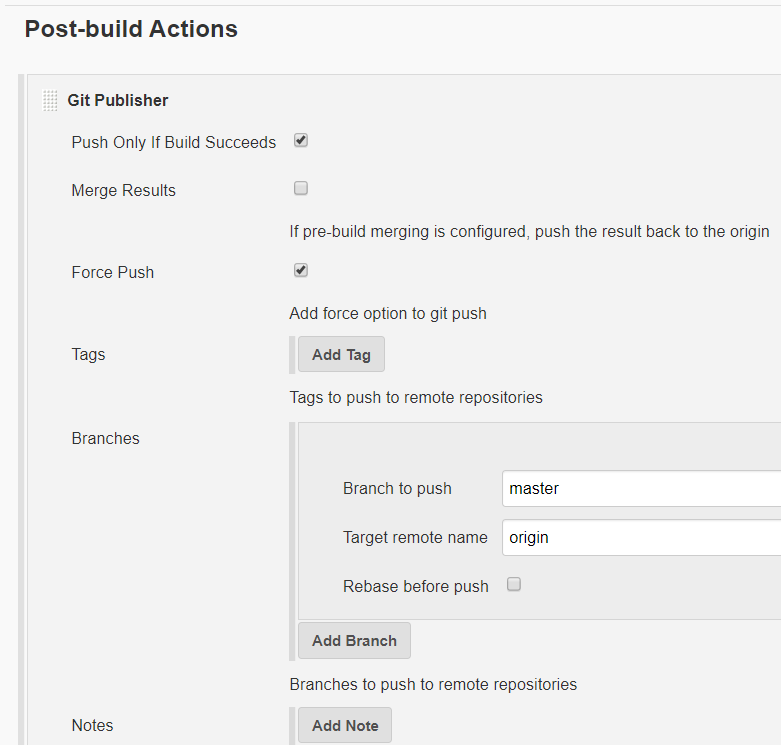 Post-build Actions
Git Publisher
Push Only If Build Succeeds
Merge Results
If pre-build merging is configured, push the result back to the origin
Force Push
Add force option to git push
Tags
Add Tag
Tags to push to remote repositories
Branches
Branch to push
master
Target remote name
origin
Rebase before push
Add Branch
Branches to push to remote repositories
Notes
Add Note